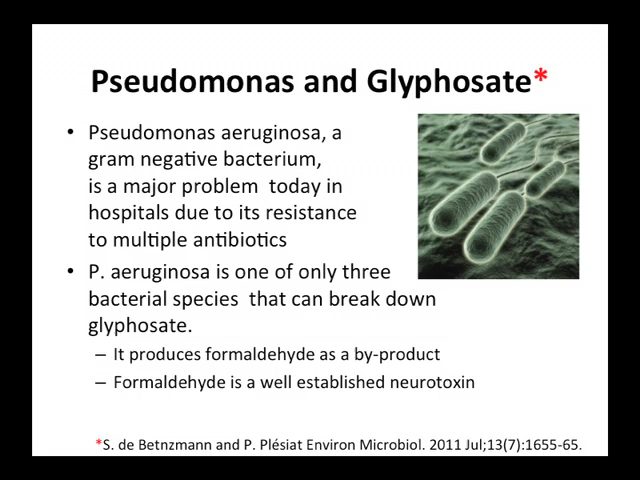 Pseudomonas and Glyphosate*
• Pseudomonas aeruginosa, a
gram negative bacterium,
is a major problem today in
hospitals due to its resistance
to multiple antibiotics
• P. aeruginosa is one of only three
bacterial species that can break down
glyphosate.
– It produces formaldehyde as a by-product
– Formaldehyde is a well established neurotoxin
*S. de Betnzmann and P. Plésiat Environ Microbiol. 2011 Jul;13(7):1655-65.